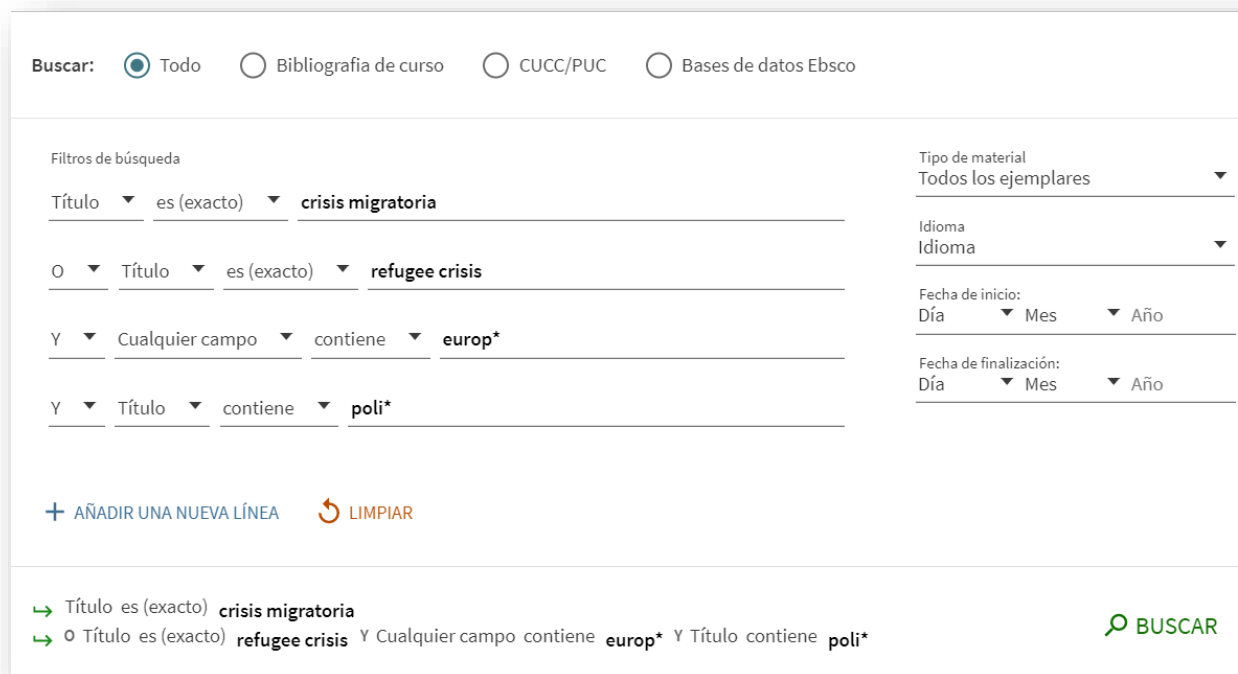 Buscar: Todo Bibliografia de curso CUCC/PUC Bases de datos Ebsco
Filtros de búsqueda
Título es (exacto) crisis migratoria
O Título es (exacto) refugee crisis
Y Cualquier campo contiene europ*
Y Título contiene poli*
+ AÑADIR UNA NUEVA LÍNEA LIMPIAR
Tipo de material
Todos los ejemplares
Idioma
Idioma
Fecha de inicio:
Día Mes Año
Fecha de finalización:
Día Mes Año
Título es (exacto) crisis migratoria
O Título es (exacto) refugee crisis Y Cualquier campo contiene europ* Y Título contiene poli*
BUSCAR